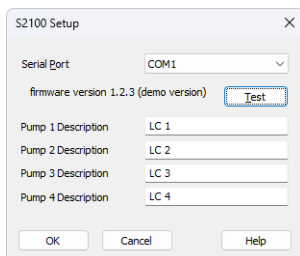 S2100 Setup
Serial Port COM1
firmware version 1.2.3 (demo version) Test
Pump 1 Description LC 1
Pump 2 Description LC 2
Pump 3 Description LC 3
Pump 4 Description LC 4
OK Cancel Help